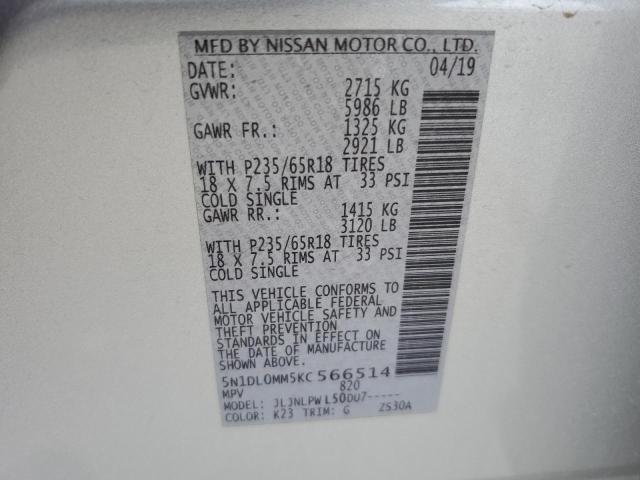 MFD BY NISSAN MOTOR CO., LTD.
DATE: 04/19
GVWR: 2715 KG
5986 LB
GAWR FR.: 1325 KG
2921 LB
WITH P235/65R18 TIRES
18 X 7.5 RIMS AT 33 PSI
COLD SINGLE
GAWR RR.: 1415 KG
3120 LB
WITH P235/65R18 TIRES
18 X 7.5 RIMS AT 33 PSI
COLD SINGLE
THIS VEHICLE CONFORMS TO
ALL APPLICABLE FEDERAL
MOTOR VEHICLE SAFETY AND
THEFT PREVENTION
STANDARDS IN EFFECT ON
THE DATE OF MANUFACTURE
SHOWN ABOVE.
5N1DL0MM5KC566514
MPV 820
MODEL: JLJNLPWL50DU7-----
COLOR: K23 TRIM: G ZS30A